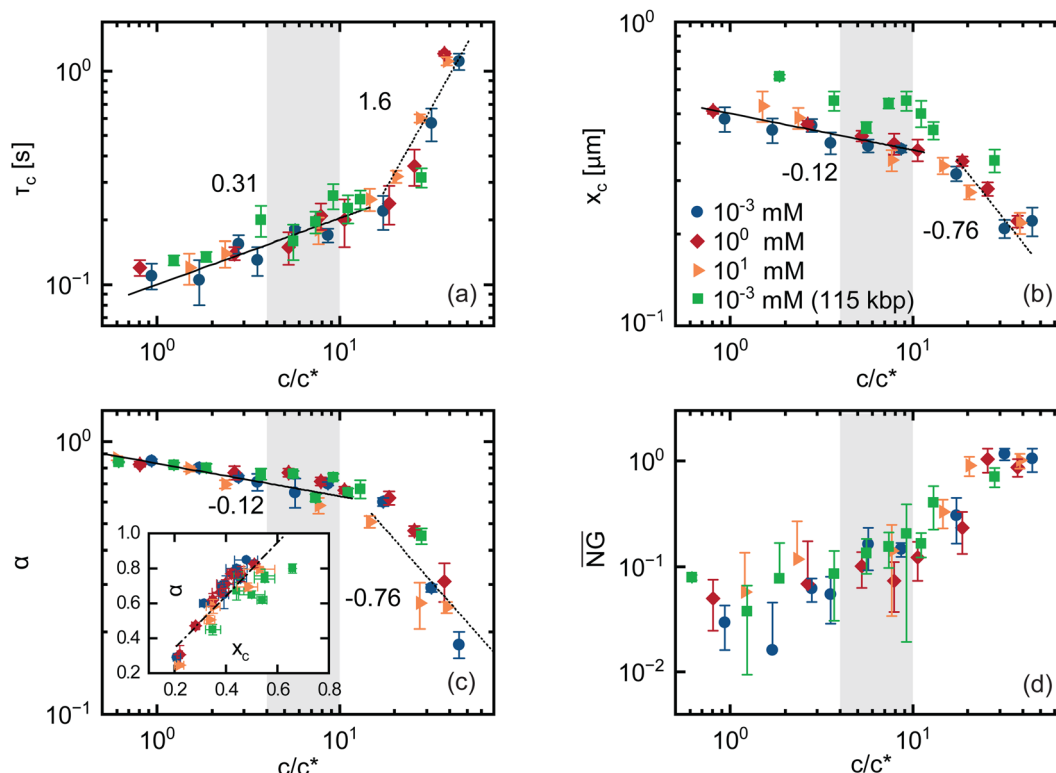 10⁰
10⁻¹
τc [s]
0.31
1.6
(a)
10⁰
10¹
c/c*
10⁰
10⁻¹
xc [µm]
-0.12
-0.76
10⁻³ mM
10⁰ mM
10¹ mM
10⁻³ mM (115 kbp)
(b)
10⁰
10¹
c/c*
10⁰
10⁻¹
α
-0.12
-0.76
1.0
0.8
0.6
0.4
0.2
α
xc
0.2 0.4 0.6 0.8
(c)
10⁰
10¹
c/c*
10⁰
10⁻¹
10⁻²
NG
(d)
10⁰
10¹
c/c*